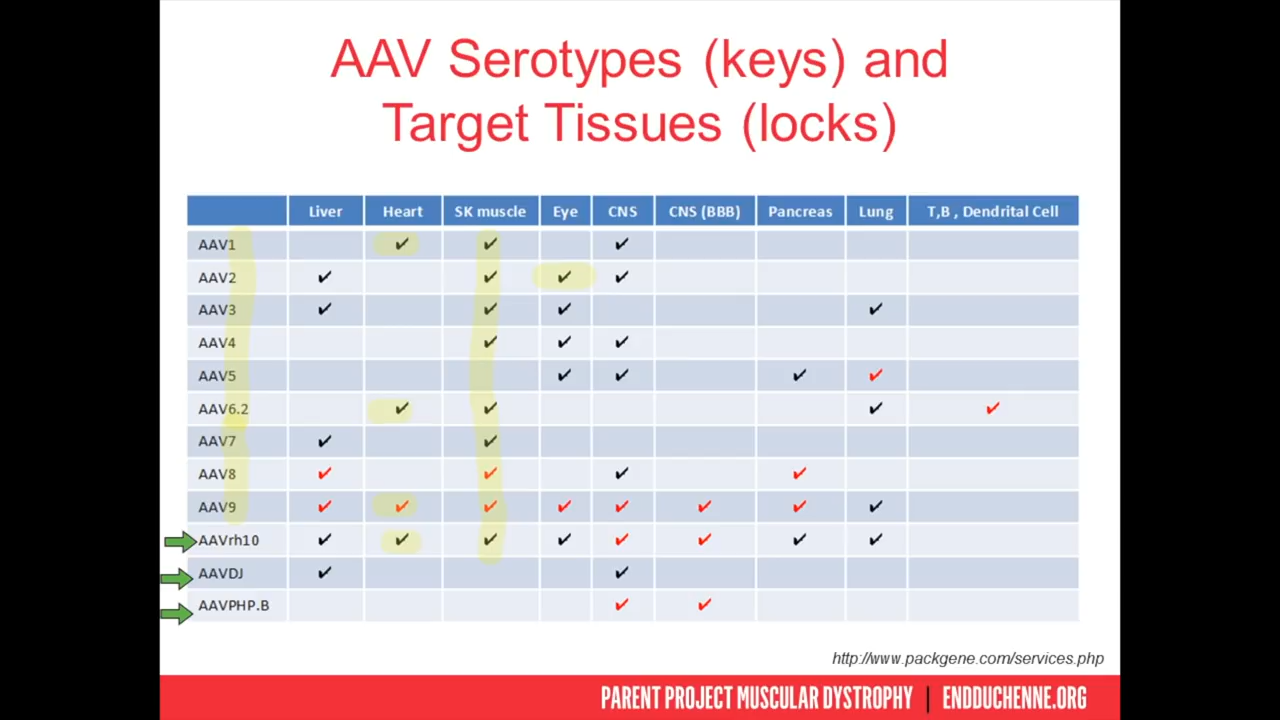 AAV Serotypes (keys) and
Target Tissues (locks)
Liver Heart SK muscle Eye CNS CNS (BBB) Pancreas Lung T,B , Dendrital Cell
AAV1 ✔ ✔ ✔
AAV2 ✔ ✔ ✔ ✔
AAV3 ✔ ✔ ✔ ✔
AAV4 ✔ ✔ ✔
AAV5 ✔ ✔ ✔ ✔
AAV6.2 ✔ ✔ ✔ ✔
AAV7 ✔ ✔
AAV8 ✔ ✔ ✔ ✔
AAV9 ✔ ✔ ✔ ✔ ✔ ✔ ✔ ✔
AAVrh10 ✔ ✔ ✔ ✔ ✔ ✔ ✔ ✔
AAVDJ ✔ ✔
AAVPHP.B ✔ ✔
http://www.packgene.com/services.php
PARENT PROJECT MUSCULAR DYSTROPHY | ENDDUCHENNE.ORG